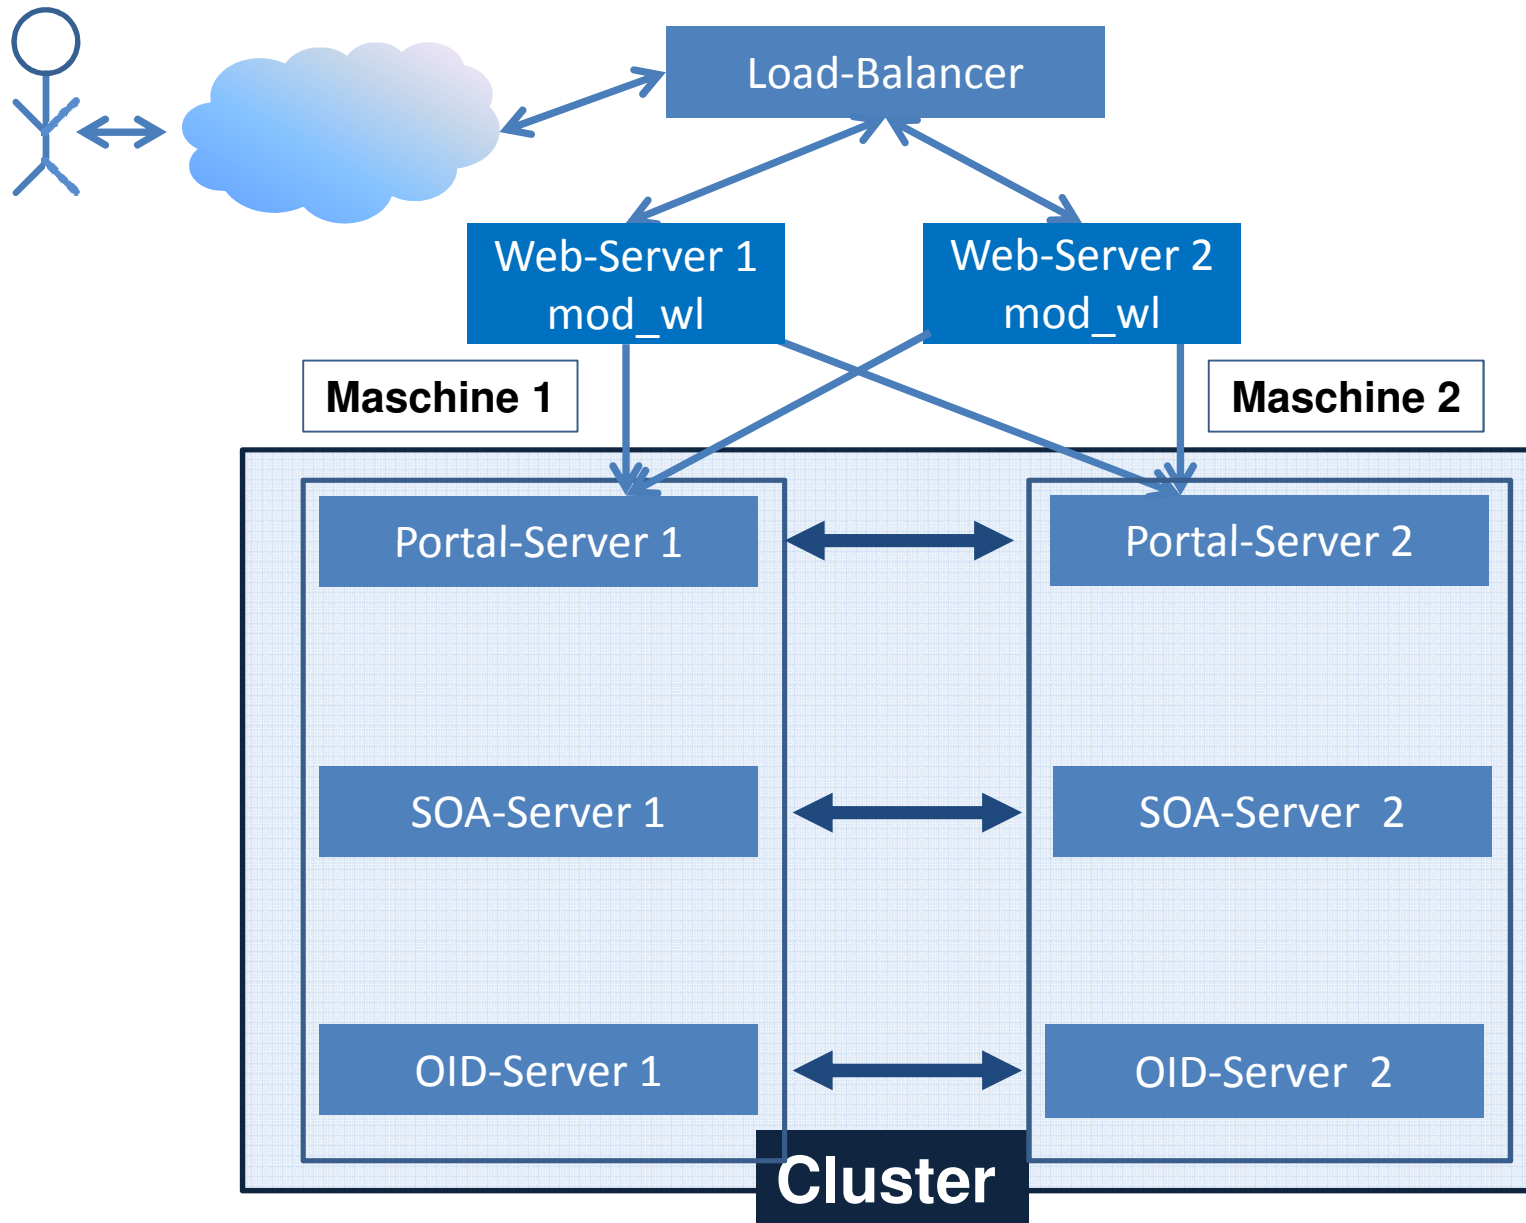 Load-Balancer
Web-Server 1
mod_wl
Web-Server 2
mod_wl
Maschine 1
Maschine 2
Portal-Server 1
Portal-Server 2
SOA-Server 1
SOA-Server 2
OID-Server 1
OID-Server 2
Cluster